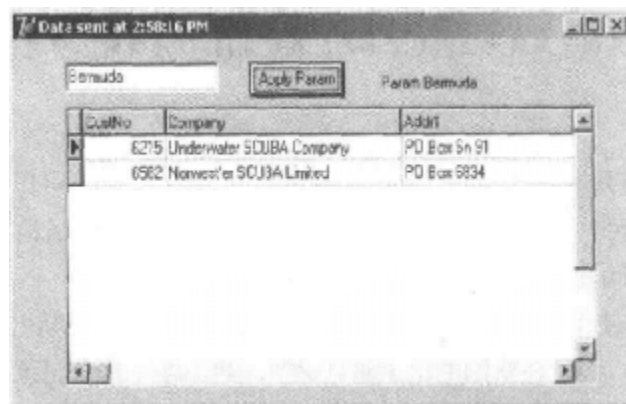 Data sent at 2:58:16 PM
Bermuda
Apply Param
Param Bermuda
CustNo Company Addr1
6215 Underwater SCUBA Company PO Box Sn 91
6582 Norwest'er SCUBA Limited PO Box 6834